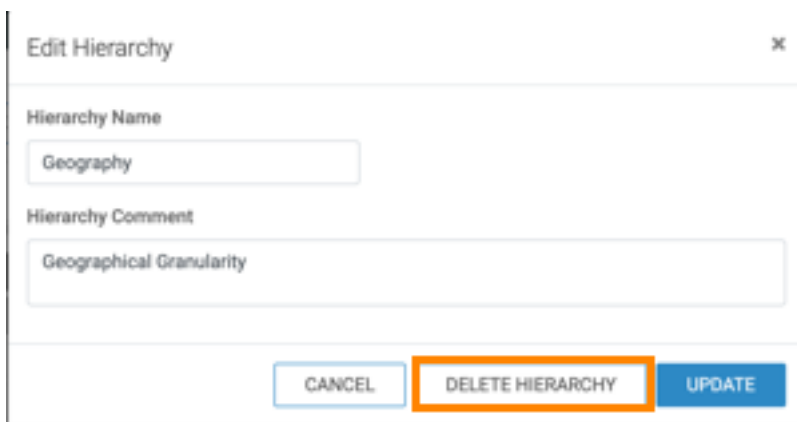 Edit Hierarchy
Hierarchy Name
Geography
Hierarchy Comment
Geographical Granularity
CANCEL DELETE HIERARCHY UPDATE